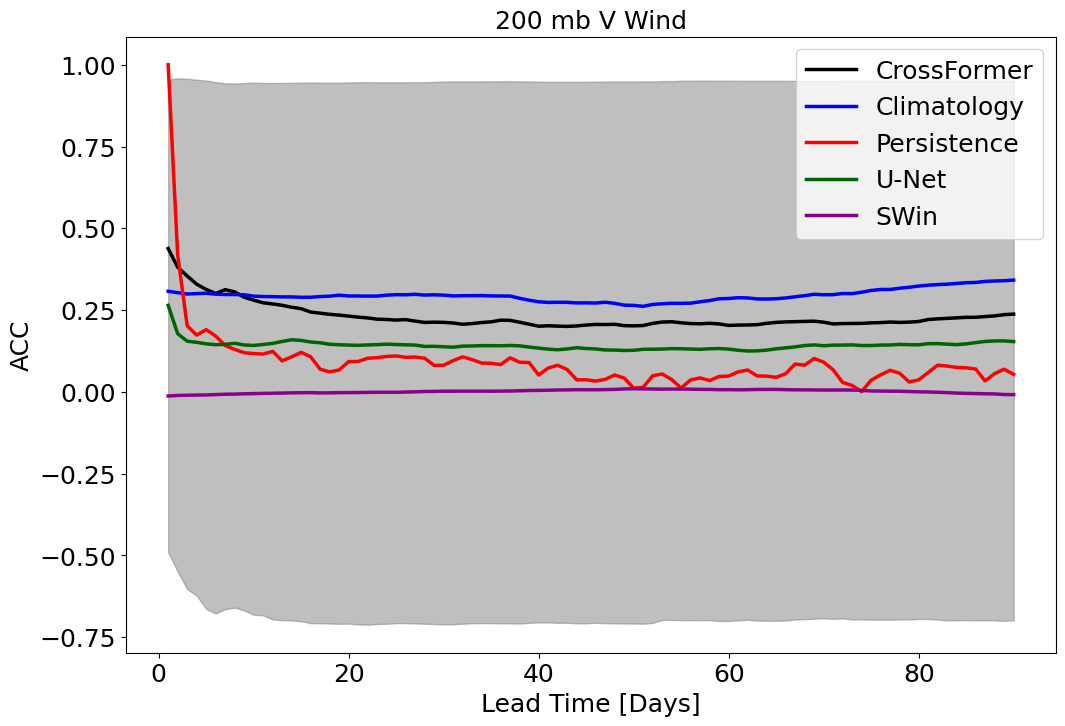 200 mb V Wind
1.00
0.75
0.50
0.25
0.00
−0.25
−0.50
−0.75
ACC
CrossFormer
Climatology
Persistence
U-Net
SWin
0 20 40 60 80
Lead Time [Days]